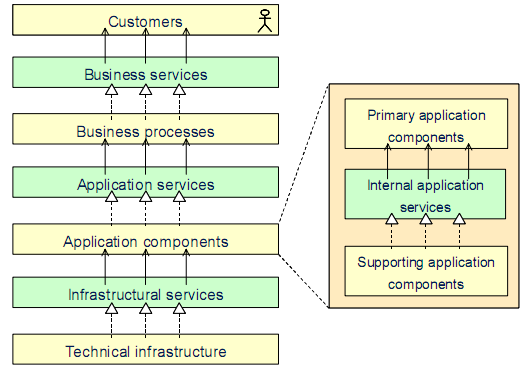 Customers
Business services
Business processes
Application services
Application components
Infrastructural services
Technical infrastructure
Primary application
components
Internal application
services
Supporting application
components